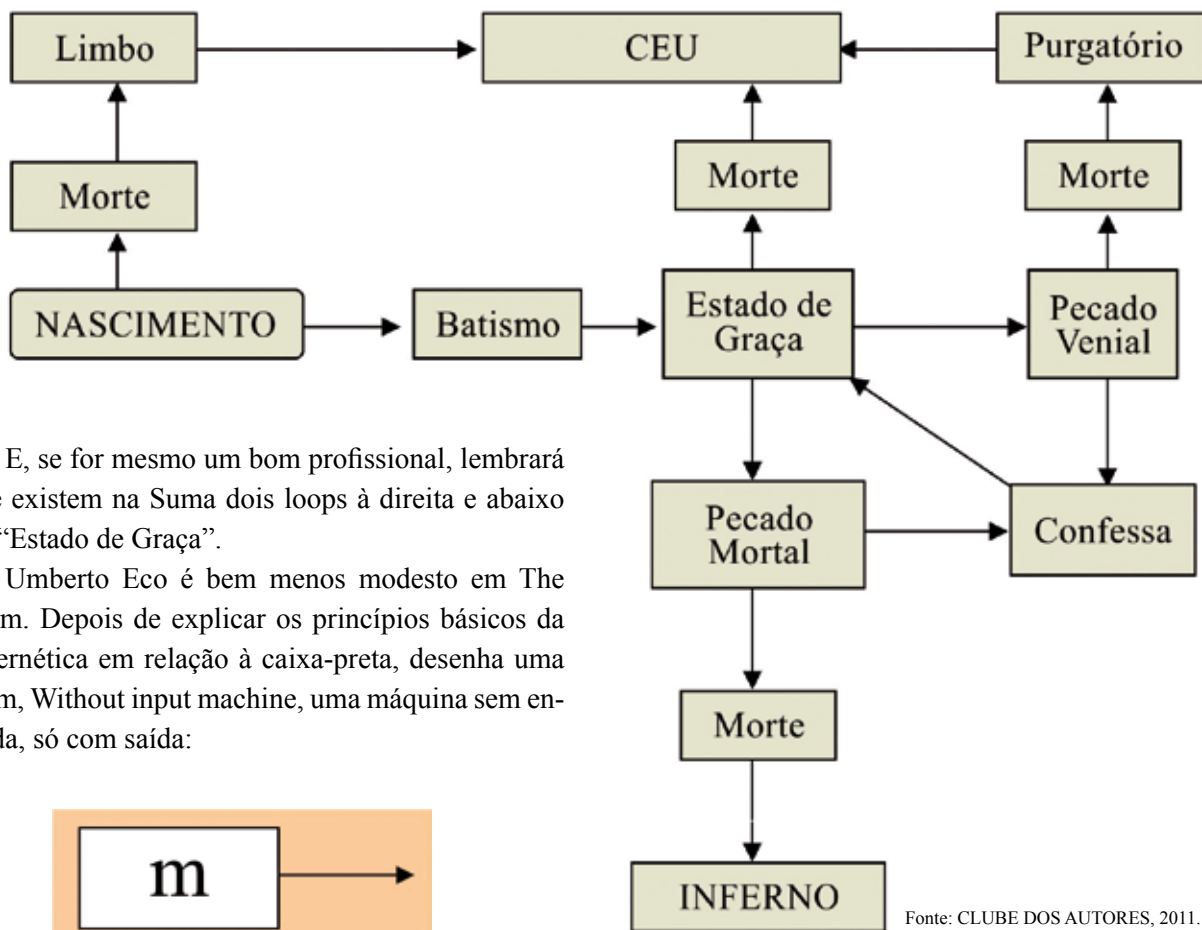 Limbo
CEU
Purgatório
Morte
Morte
Morte
NASCIMENTO
Batismo
Estado de
Graça
Pecado
Venial
E, se for mesmo um bom profissional, lembrará
e existem na Suma dois loops à direita e abaixo
“Estado de Graça”.
Umberto Eco é bem menos modesto em The
m. Depois de explicar os princípios básicos da
ernética em relação à caixa-preta, desenha uma
m, Without input machine, uma máquina sem en-
da, só com saída:
Pecado
Mortal
Confessa
Morte
m
INFERNO
Fonte: CLUBE DOS AUTORES, 2011.